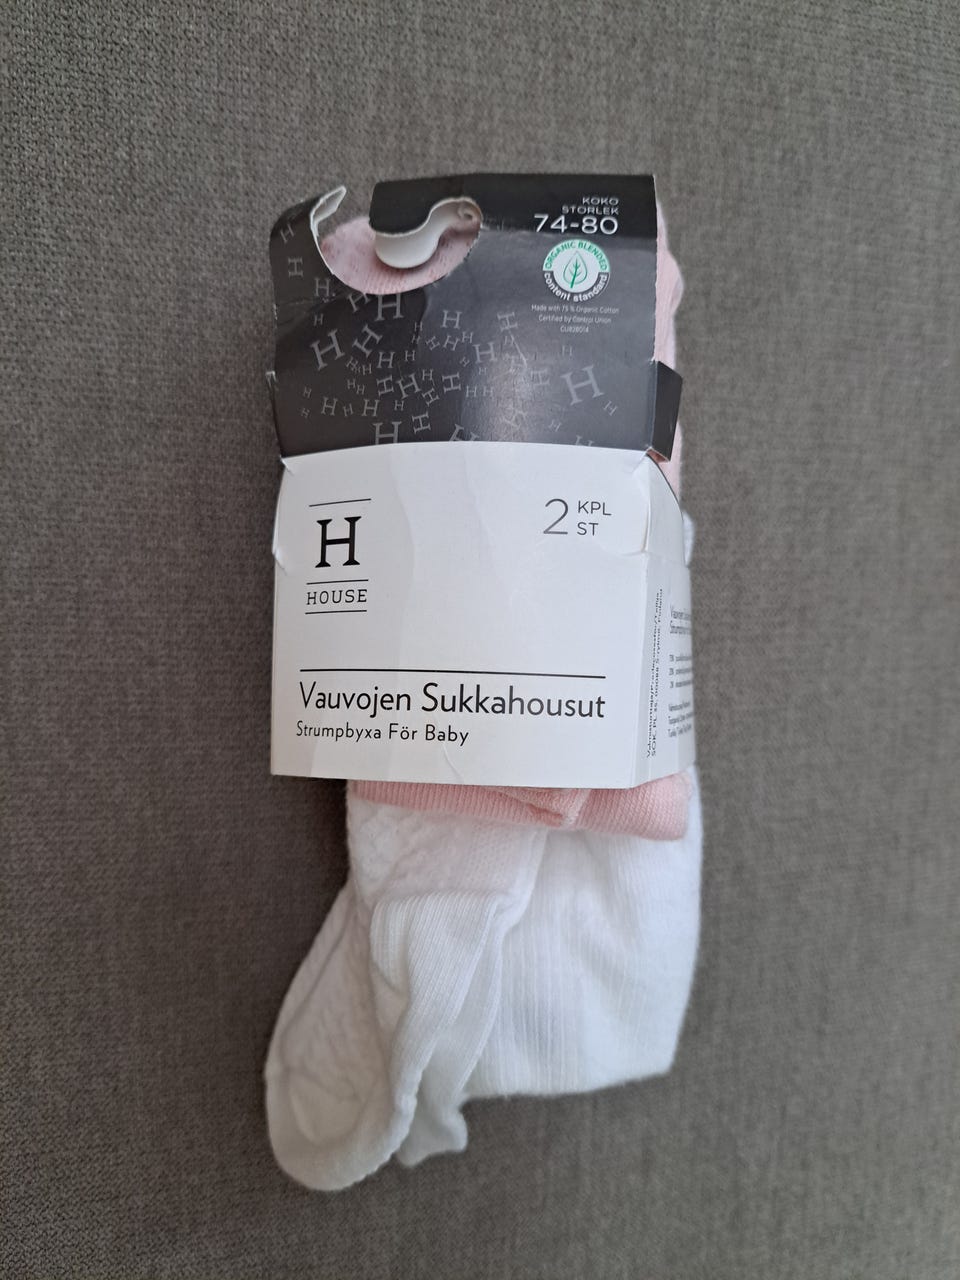 KOKO
STORLEK
74-80
ORGANIC BLENDED
content standard
Made with 75 % Organic Cotton
Certified by Control Union
CU828014
H
HOUSE
2 KPL
ST
Vauvojen Sukkahousut
Strumpbyxa För Baby